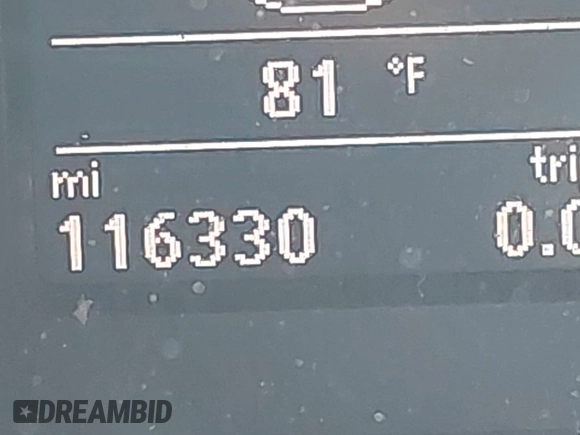 81 °F
mi tri
116330 0.0
DREAMBID